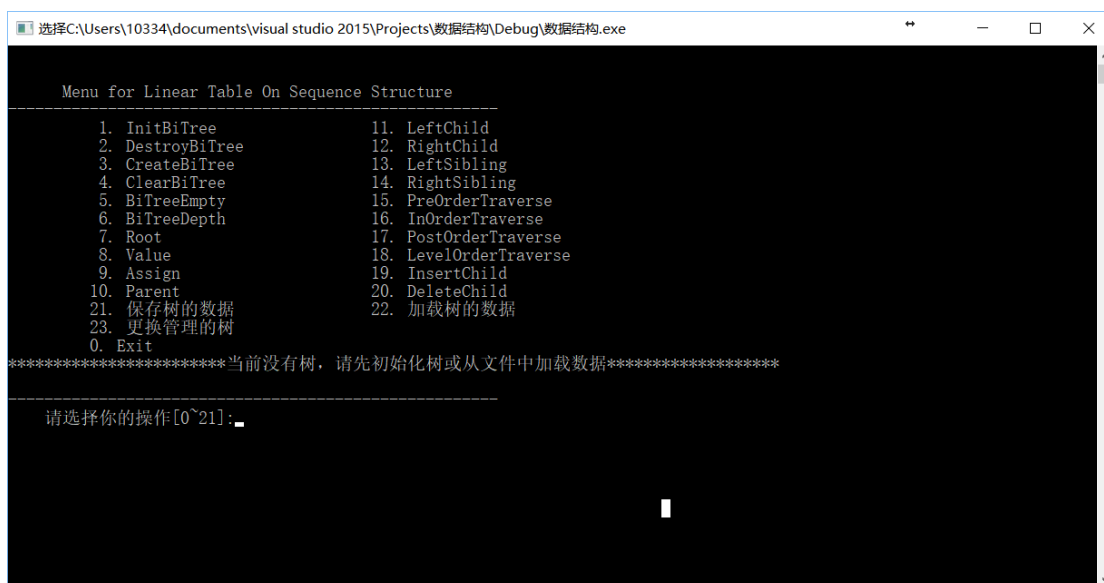 选择C:\Users\10334\documents\visual studio 2015\Projects\数据结构\Debug\数据结构.exe
Menu for Linear Table On Sequence Structure
------------------------------------------------------
1. InitBiTree 11. LeftChild
2. DestroyBiTree 12. RightChild
3. CreateBiTree 13. LeftSibling
4. ClearBiTree 14. RightSibling
5. BiTreeEmpty 15. PreOrderTraverse
6. BiTreeDepth 16. InOrderTraverse
7. Root 17. PostOrderTraverse
8. Value 18. LevelOrderTraverse
9. Assign 19. InsertChild
10. Parent 20. DeleteChild
21. 保存树的数据 22. 加载树的数据
23. 更换管理的树
0. Exit
************************当前没有树，请先初始化树或从文件中加载数据*******************
------------------------------------------------------
请选择你的操作[0~21]: